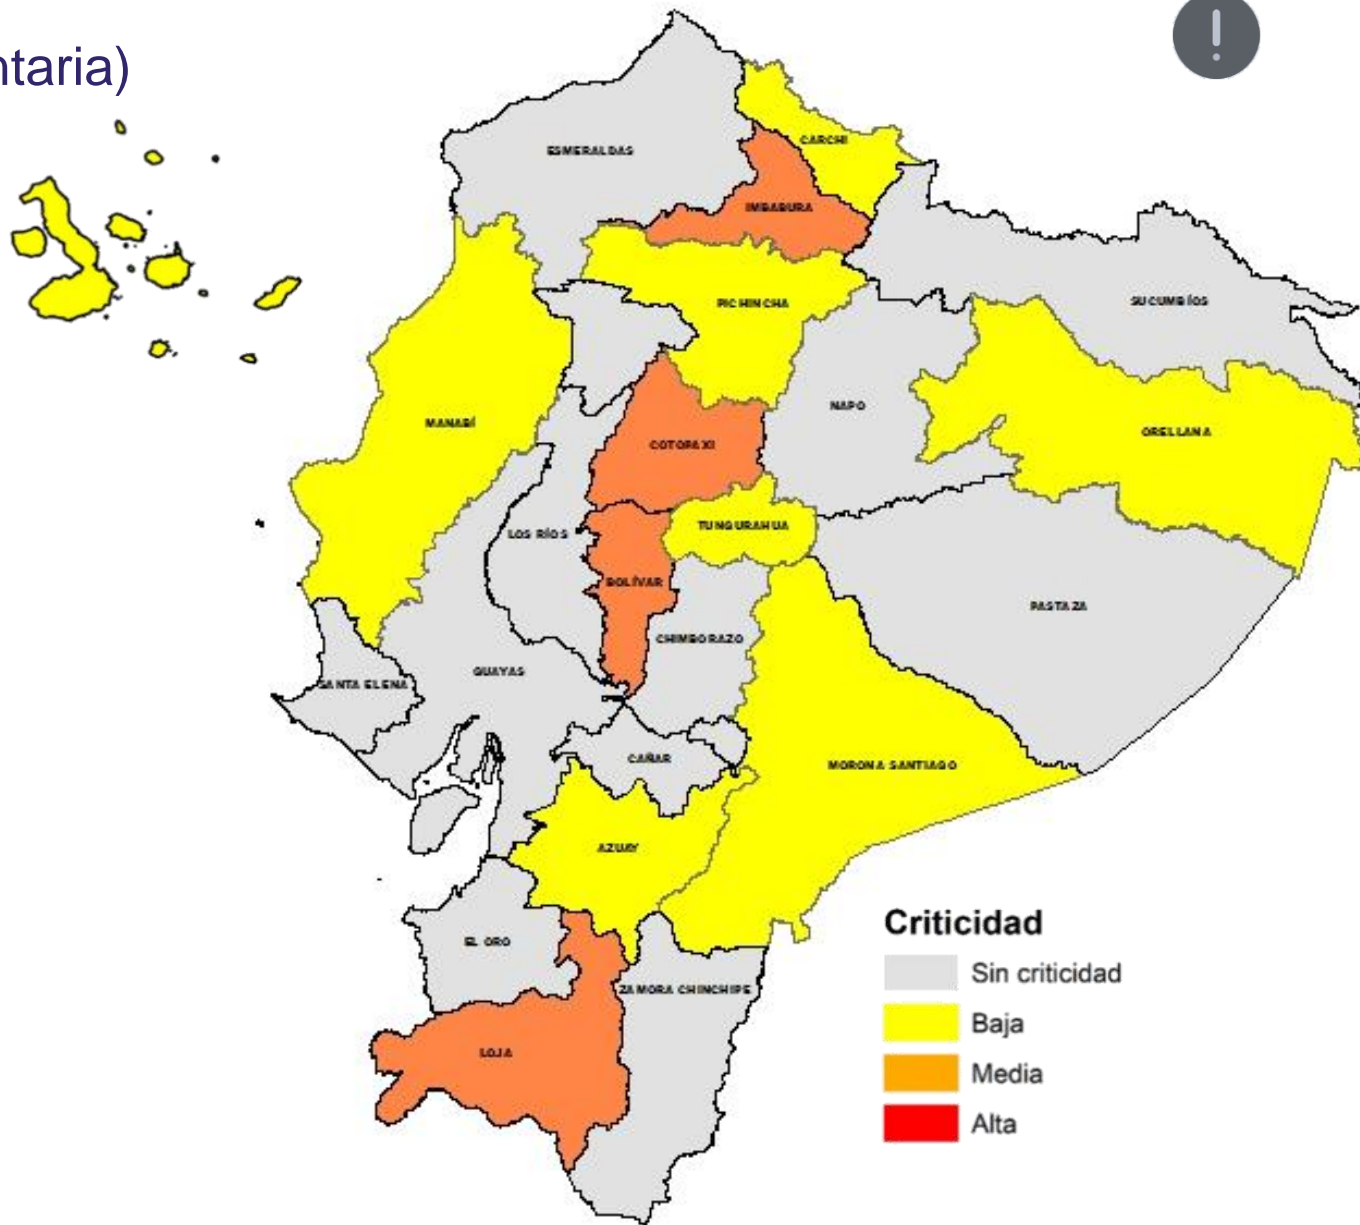 ntaria)
!
CARCHI
ESMERALDAS
IMBABURA
PICHINCHA
SUCUMBÍOS
NAPO
MANABÍ
ORELLANA
COTOPAXI
TUNGURAHUA
LOS RÍOS
BOLÍVAR
PASTAZA
CHIMBORAZO
GUAYAS
SANTA ELENA
CAÑAR
MORONA SANTIAGO
AZUAY
EL ORO
ZAMORA CHINCHIPE
LOJA
Criticidad
Sin criticidad
Baja
Media
Alta